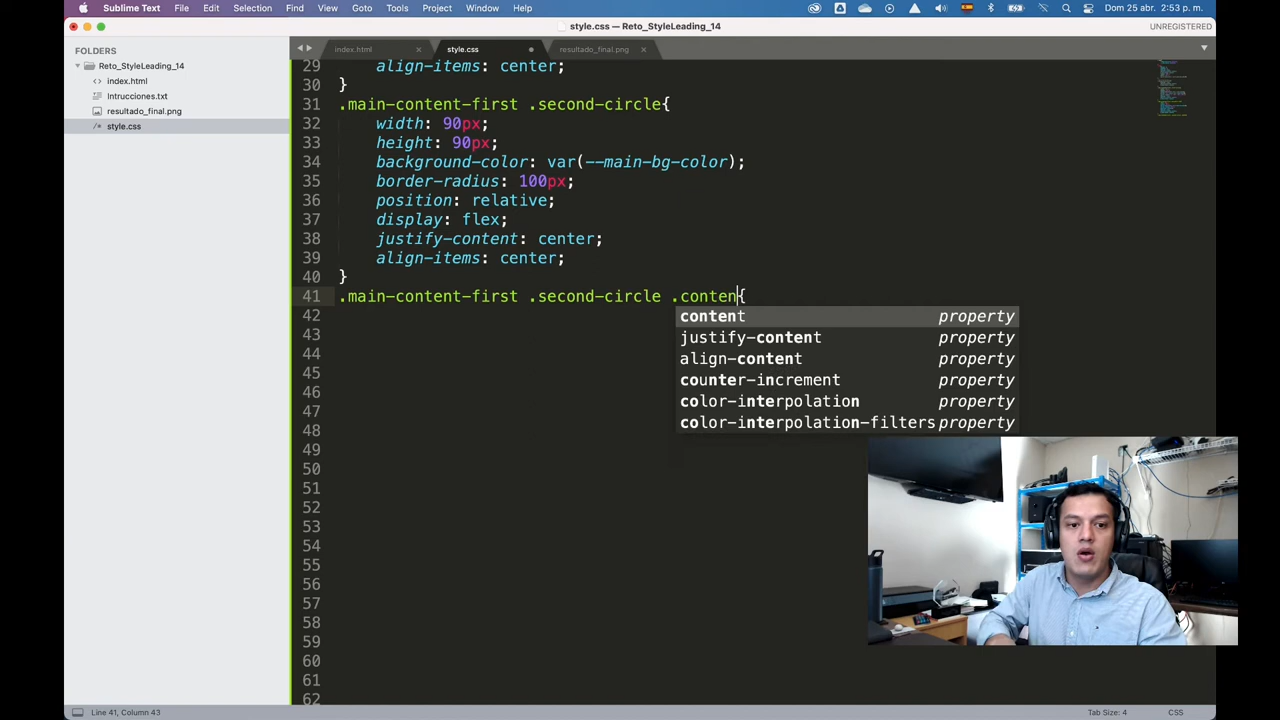 Sublime Text File Edit Selection Find View Goto Tools Project Window Help Dom 25 abr. 2:53 p. m.
style.css — Reto_StyleLeading_14 UNREGISTERED
FOLDERS
Reto_StyleLeading_14
index.html
Intrucciones.txt
resultado_final.png
style.css
index.html × style.css resultado_final.png ×
29 align-items: center;
30 }
31 .main-content-first .second-circle{
32 width: 90px;
33 height: 90px;
34 background-color: var(--main-bg-color);
35 border-radius: 100px;
36 position: relative;
37 display: flex;
38 justify-content: center;
39 align-items: center;
40 }
41 .main-content-first .second-circle .conten{
42 content property
43 justify-content property
44 align-content property
45 counter-increment property
46 color-interpolation property
47 color-interpolation-filters property
48
49
50
51
52
53
54
55
56
57
58
59
60
61
62
Line 41, Column 43 Tab Size: 4 CSS